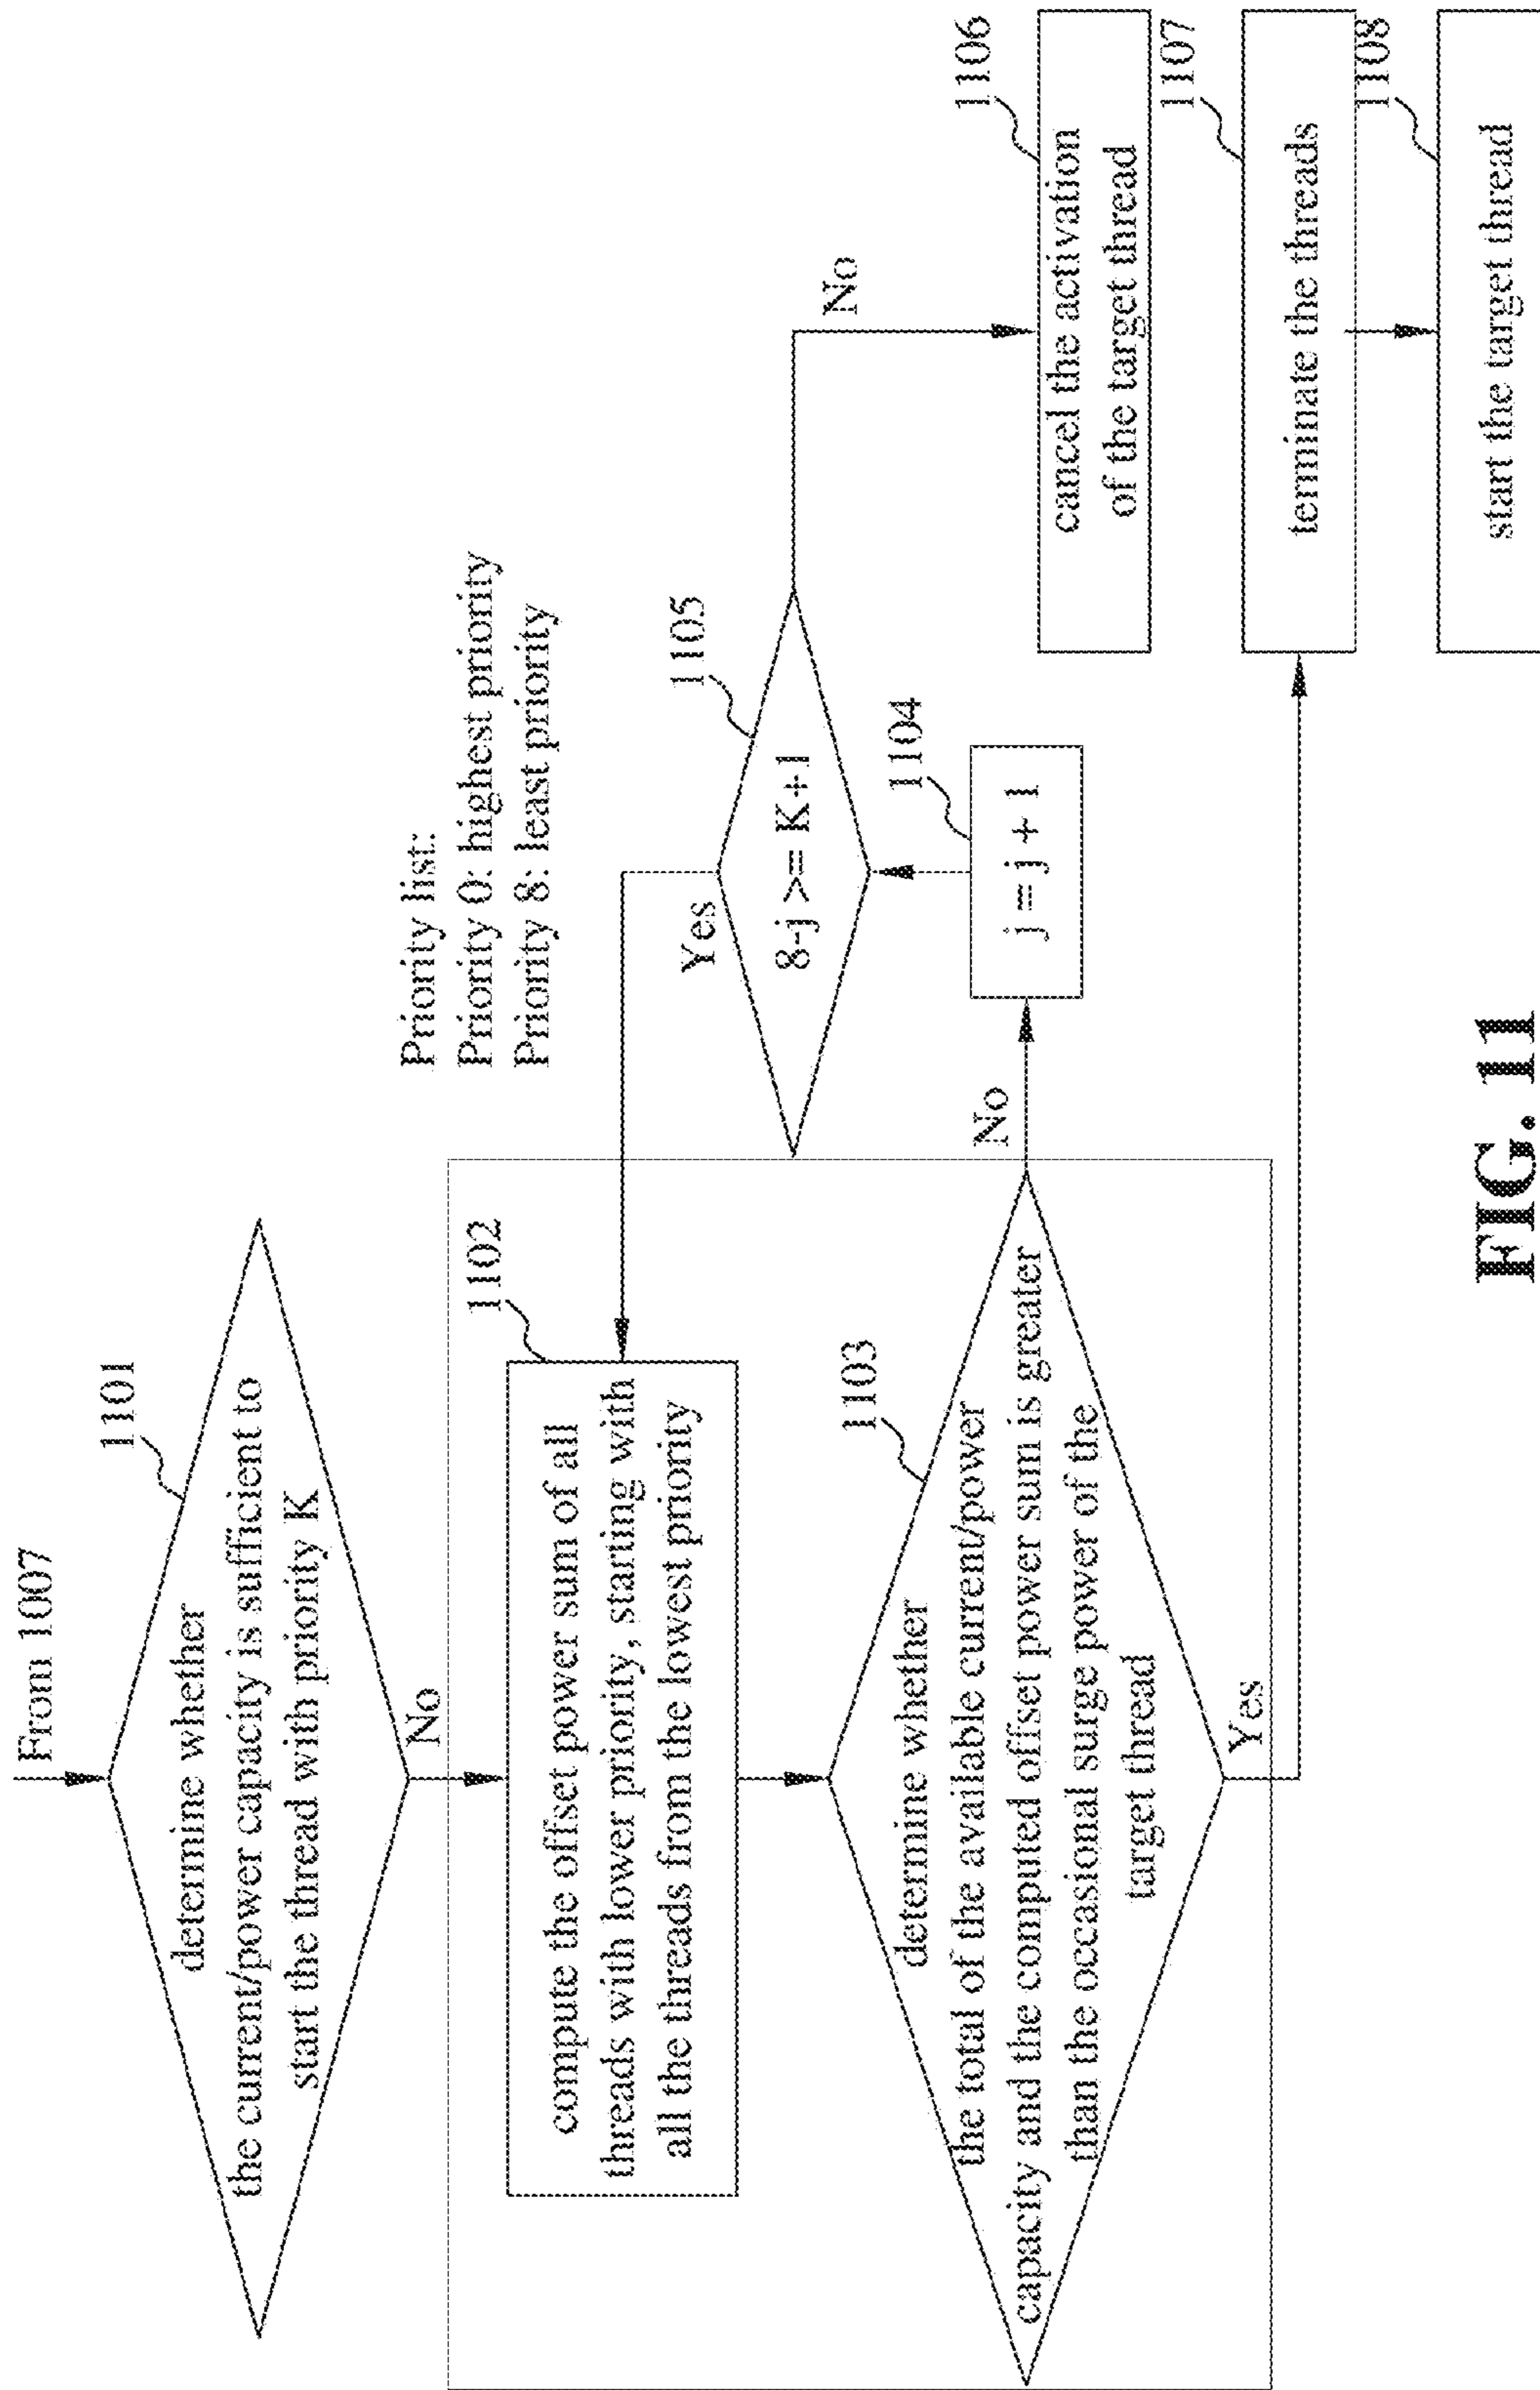 From 1007
1101
determine whether
the current/power capacity is sufficient to
start the thread with priority K
No
Priority list:
Priority 0: highest priority
Priority 8: least priority
1102
compute the offset power sum of all
threads with lower priority, starting with
all the threads from the lowest priority
1103
determine whether
the total of the available current/power
capacity and the computed offset power sum is greater
than the occasional surge power of the
target thread
No
Yes
1104
j = j + 1
1105
8-j >= K+1
Yes
No
1106
cancel the activation
of the target thread
1107
terminate the threads
1108
start the target thread
FIG. 11